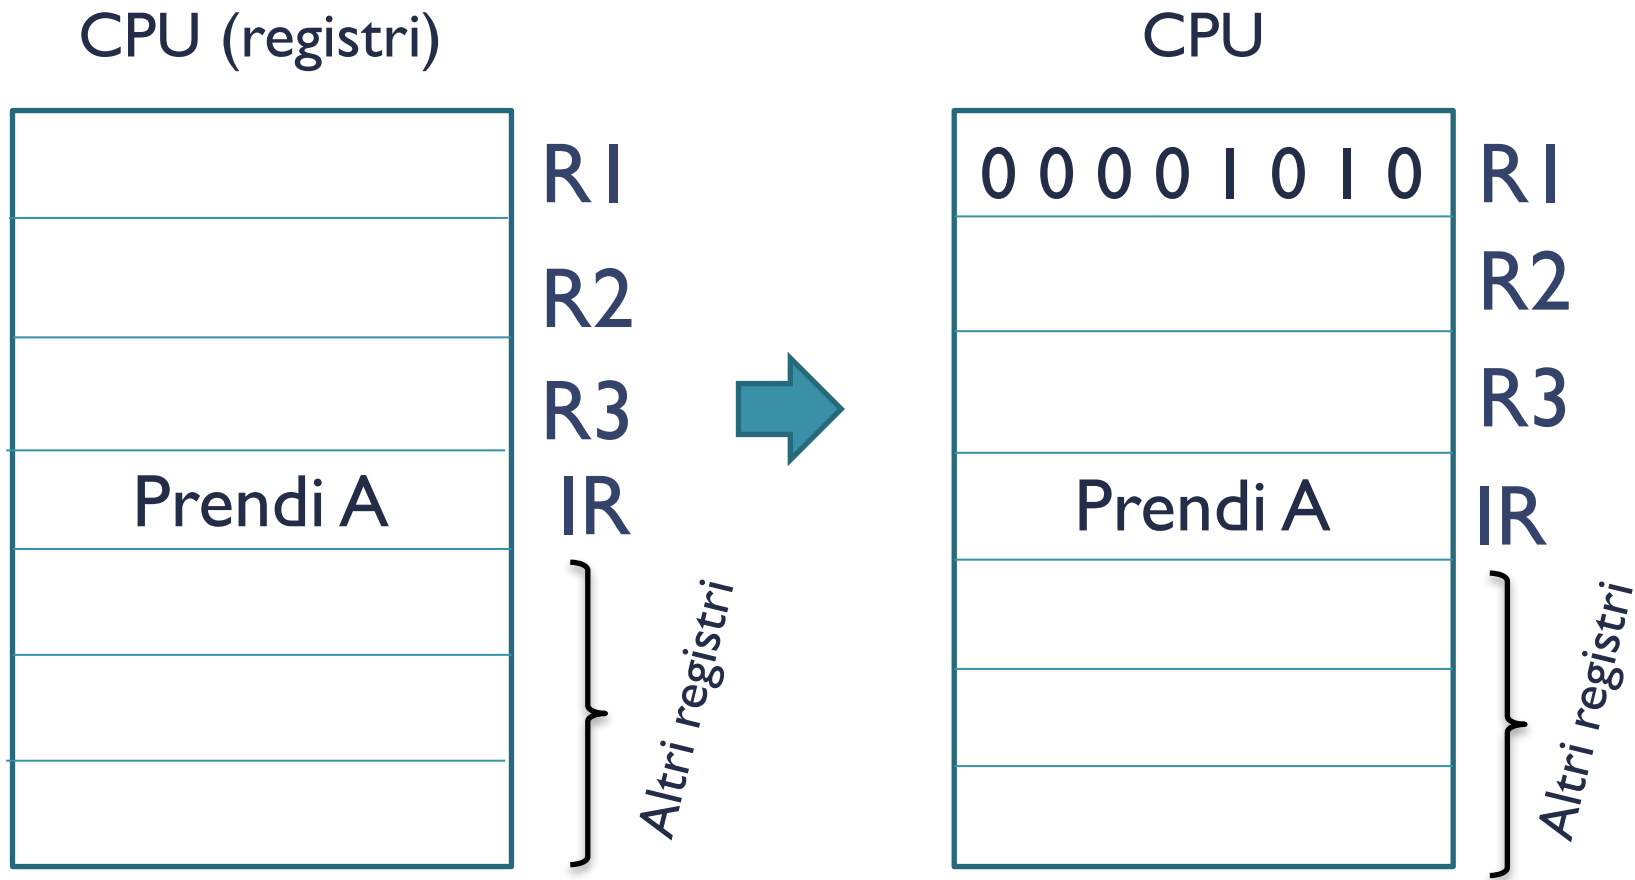 CPU (registri)
R1
R2
R3
Prendi A
IR
Altri registri
CPU
0 0 0 0 1 0 1 0
R1
R2
R3
Prendi A
IR
Altri registri